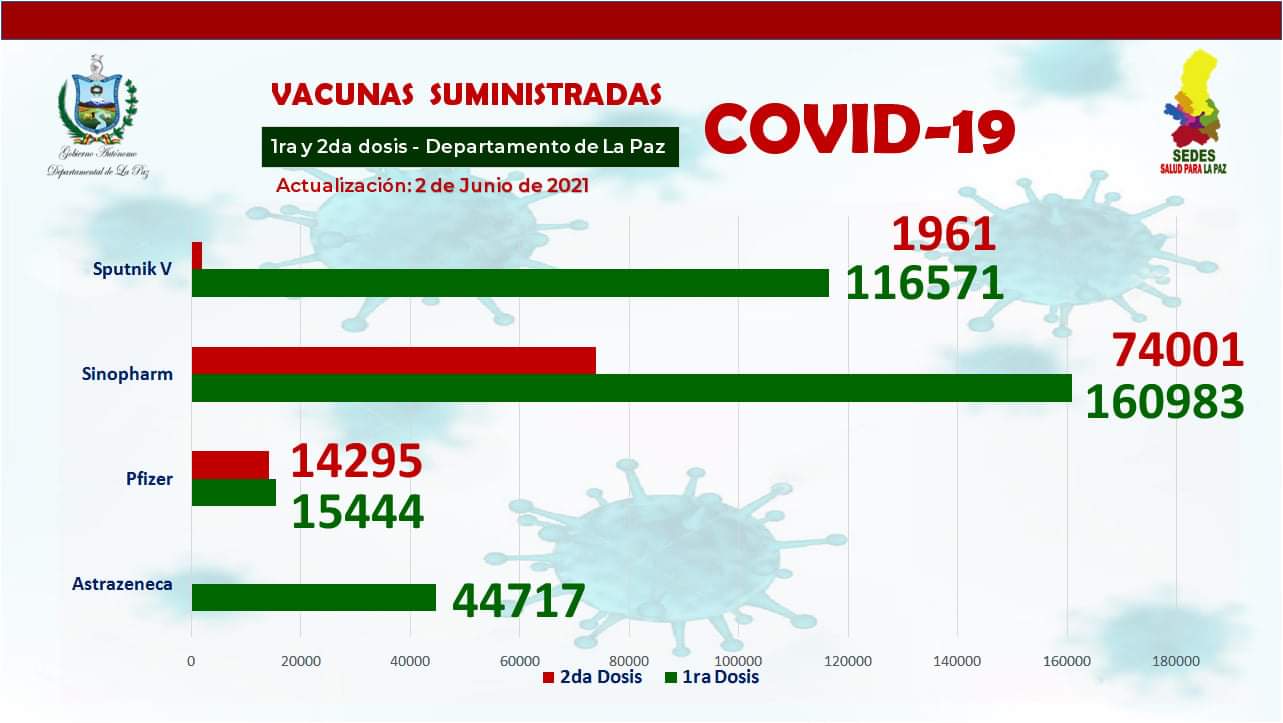 VACUNAS SUMINISTRADAS
COVID-19
1ra y 2da dosis - Departamento de La Paz
Actualización: 2 de Junio de 2021
Gobierno Autónomo
Departamental de La Paz
SEDES
SALUD PARA LA PAZ
Sputnik V
1961
116571
Sinopharm
74001
160983
Pfizer
14295
15444
Astrazeneca
44717
0 20000 40000 60000 80000 100000 120000 140000 160000 180000
2da Dosis 1ra Dosis